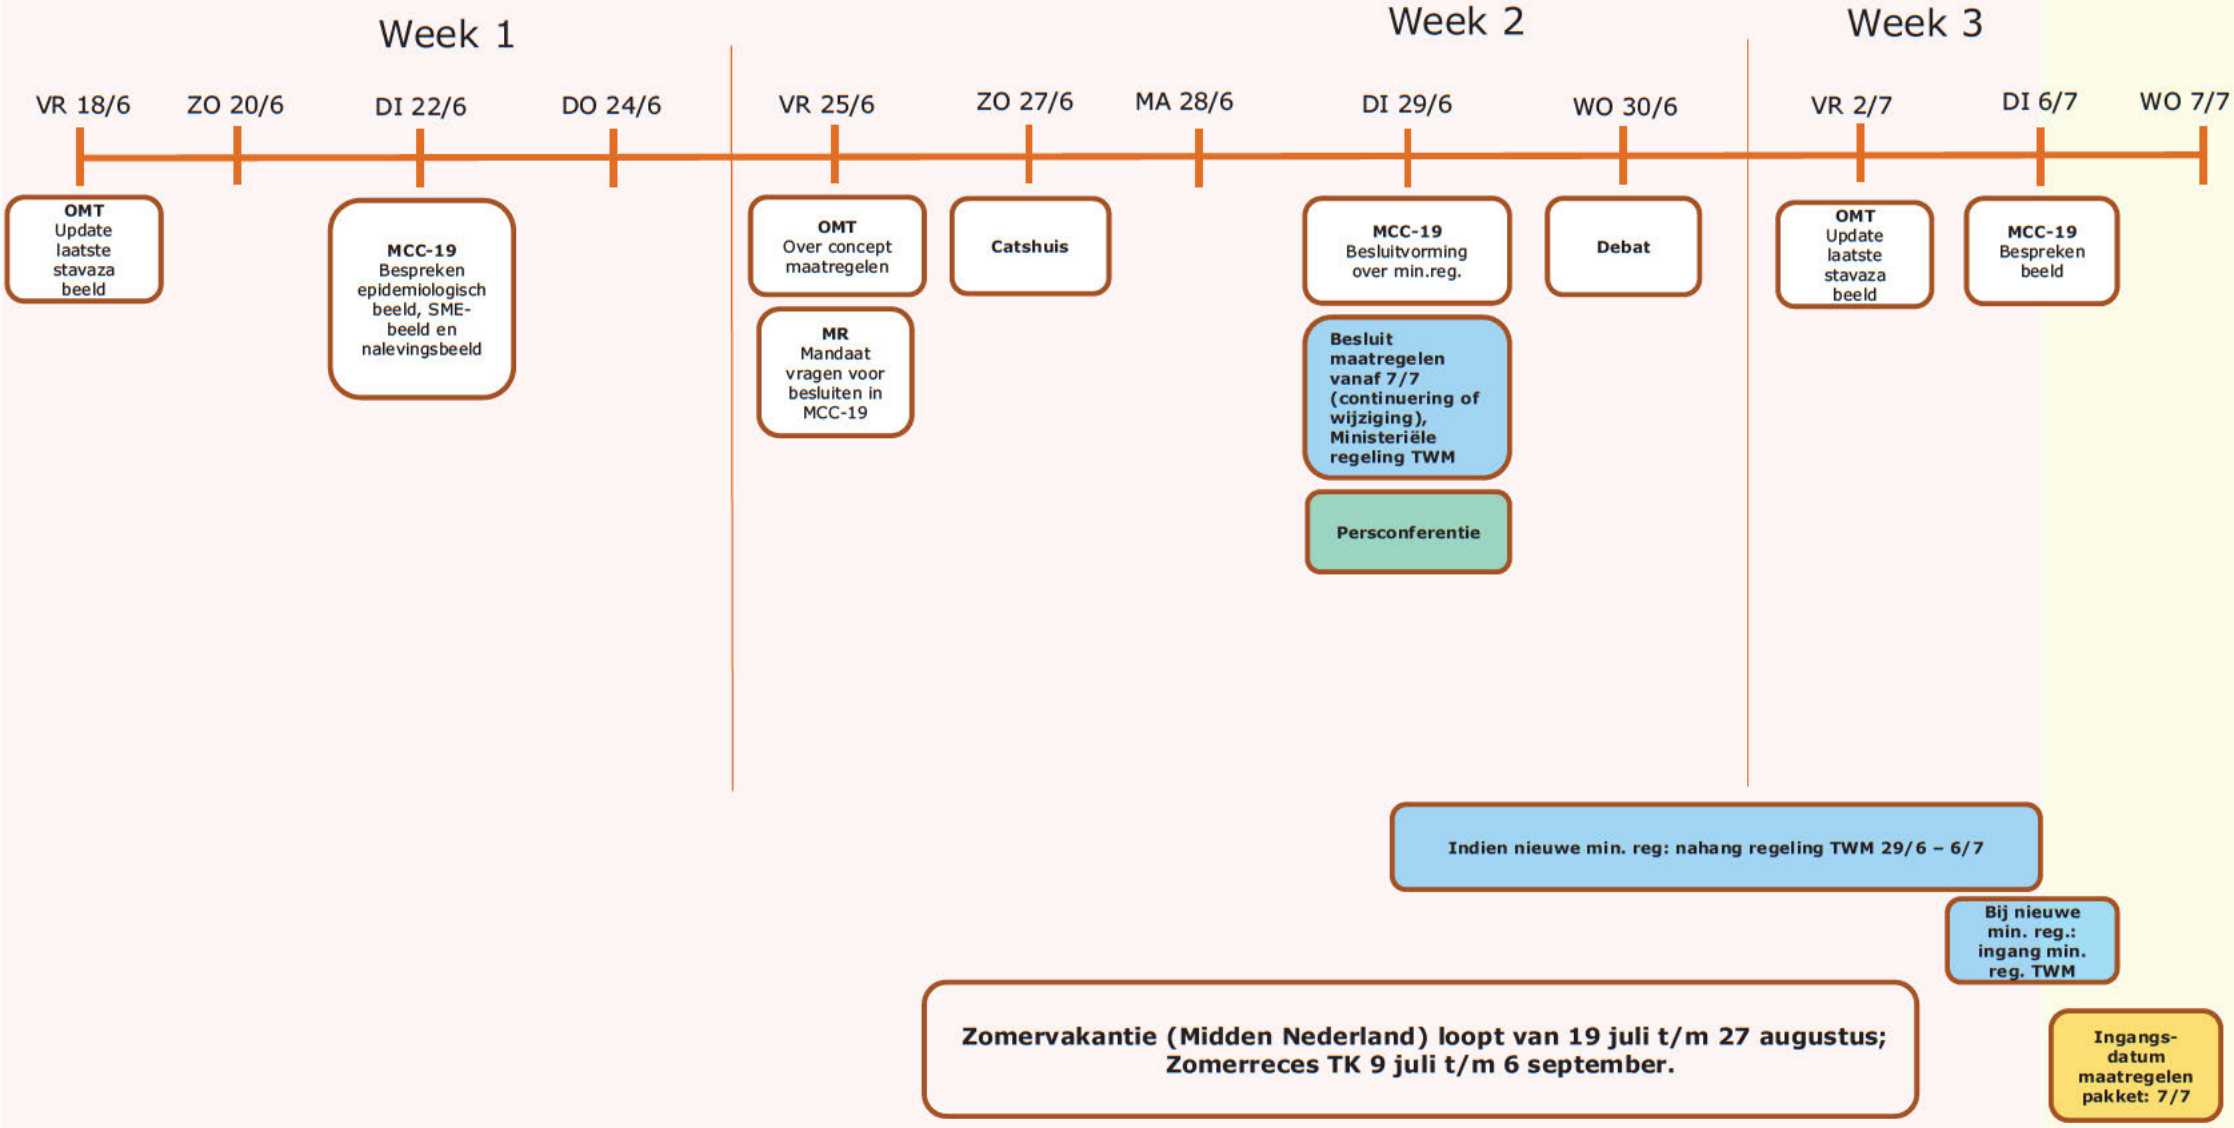 Week 1
Week 2
Week 3
VR 18/6
ZO 20/6
DI 22/6
DO 24/6
VR 25/6
ZO 27/6
MA 28/6
DI 29/6
WO 30/6
VR 2/7
DI 6/7
WO 7/7
OMT
Update
laatste
stavaza
beeld
MCC-19
Bespreken
epidemiologisch
beeld, SME-
beeld en
nalevingsbeeld
OMT
Over concept
maatregelen
MR
Mandaat
vragen voor
besluiten in
MCC-19
Catshuis
MCC-19
Besluitvorming
over min.reg.
Besluit
maatregelen
vanaf 7/7
(continuering of
wijziging),
Ministeriële
regeling TWM
Persconferentie
Debat
OMT
Update
laatste
stavaza
beeld
MCC-19
Bespreken
beeld
Indien nieuwe min. reg: nahang regeling TWM 29/6 – 6/7
Bij nieuwe
min. reg.:
ingang min.
reg. TWM
Zomervakantie (Midden Nederland) loopt van 19 juli t/m 27 augustus;
Zomerreces TK 9 juli t/m 6 september.
Ingangs-
datum
maatregelen
pakket: 7/7